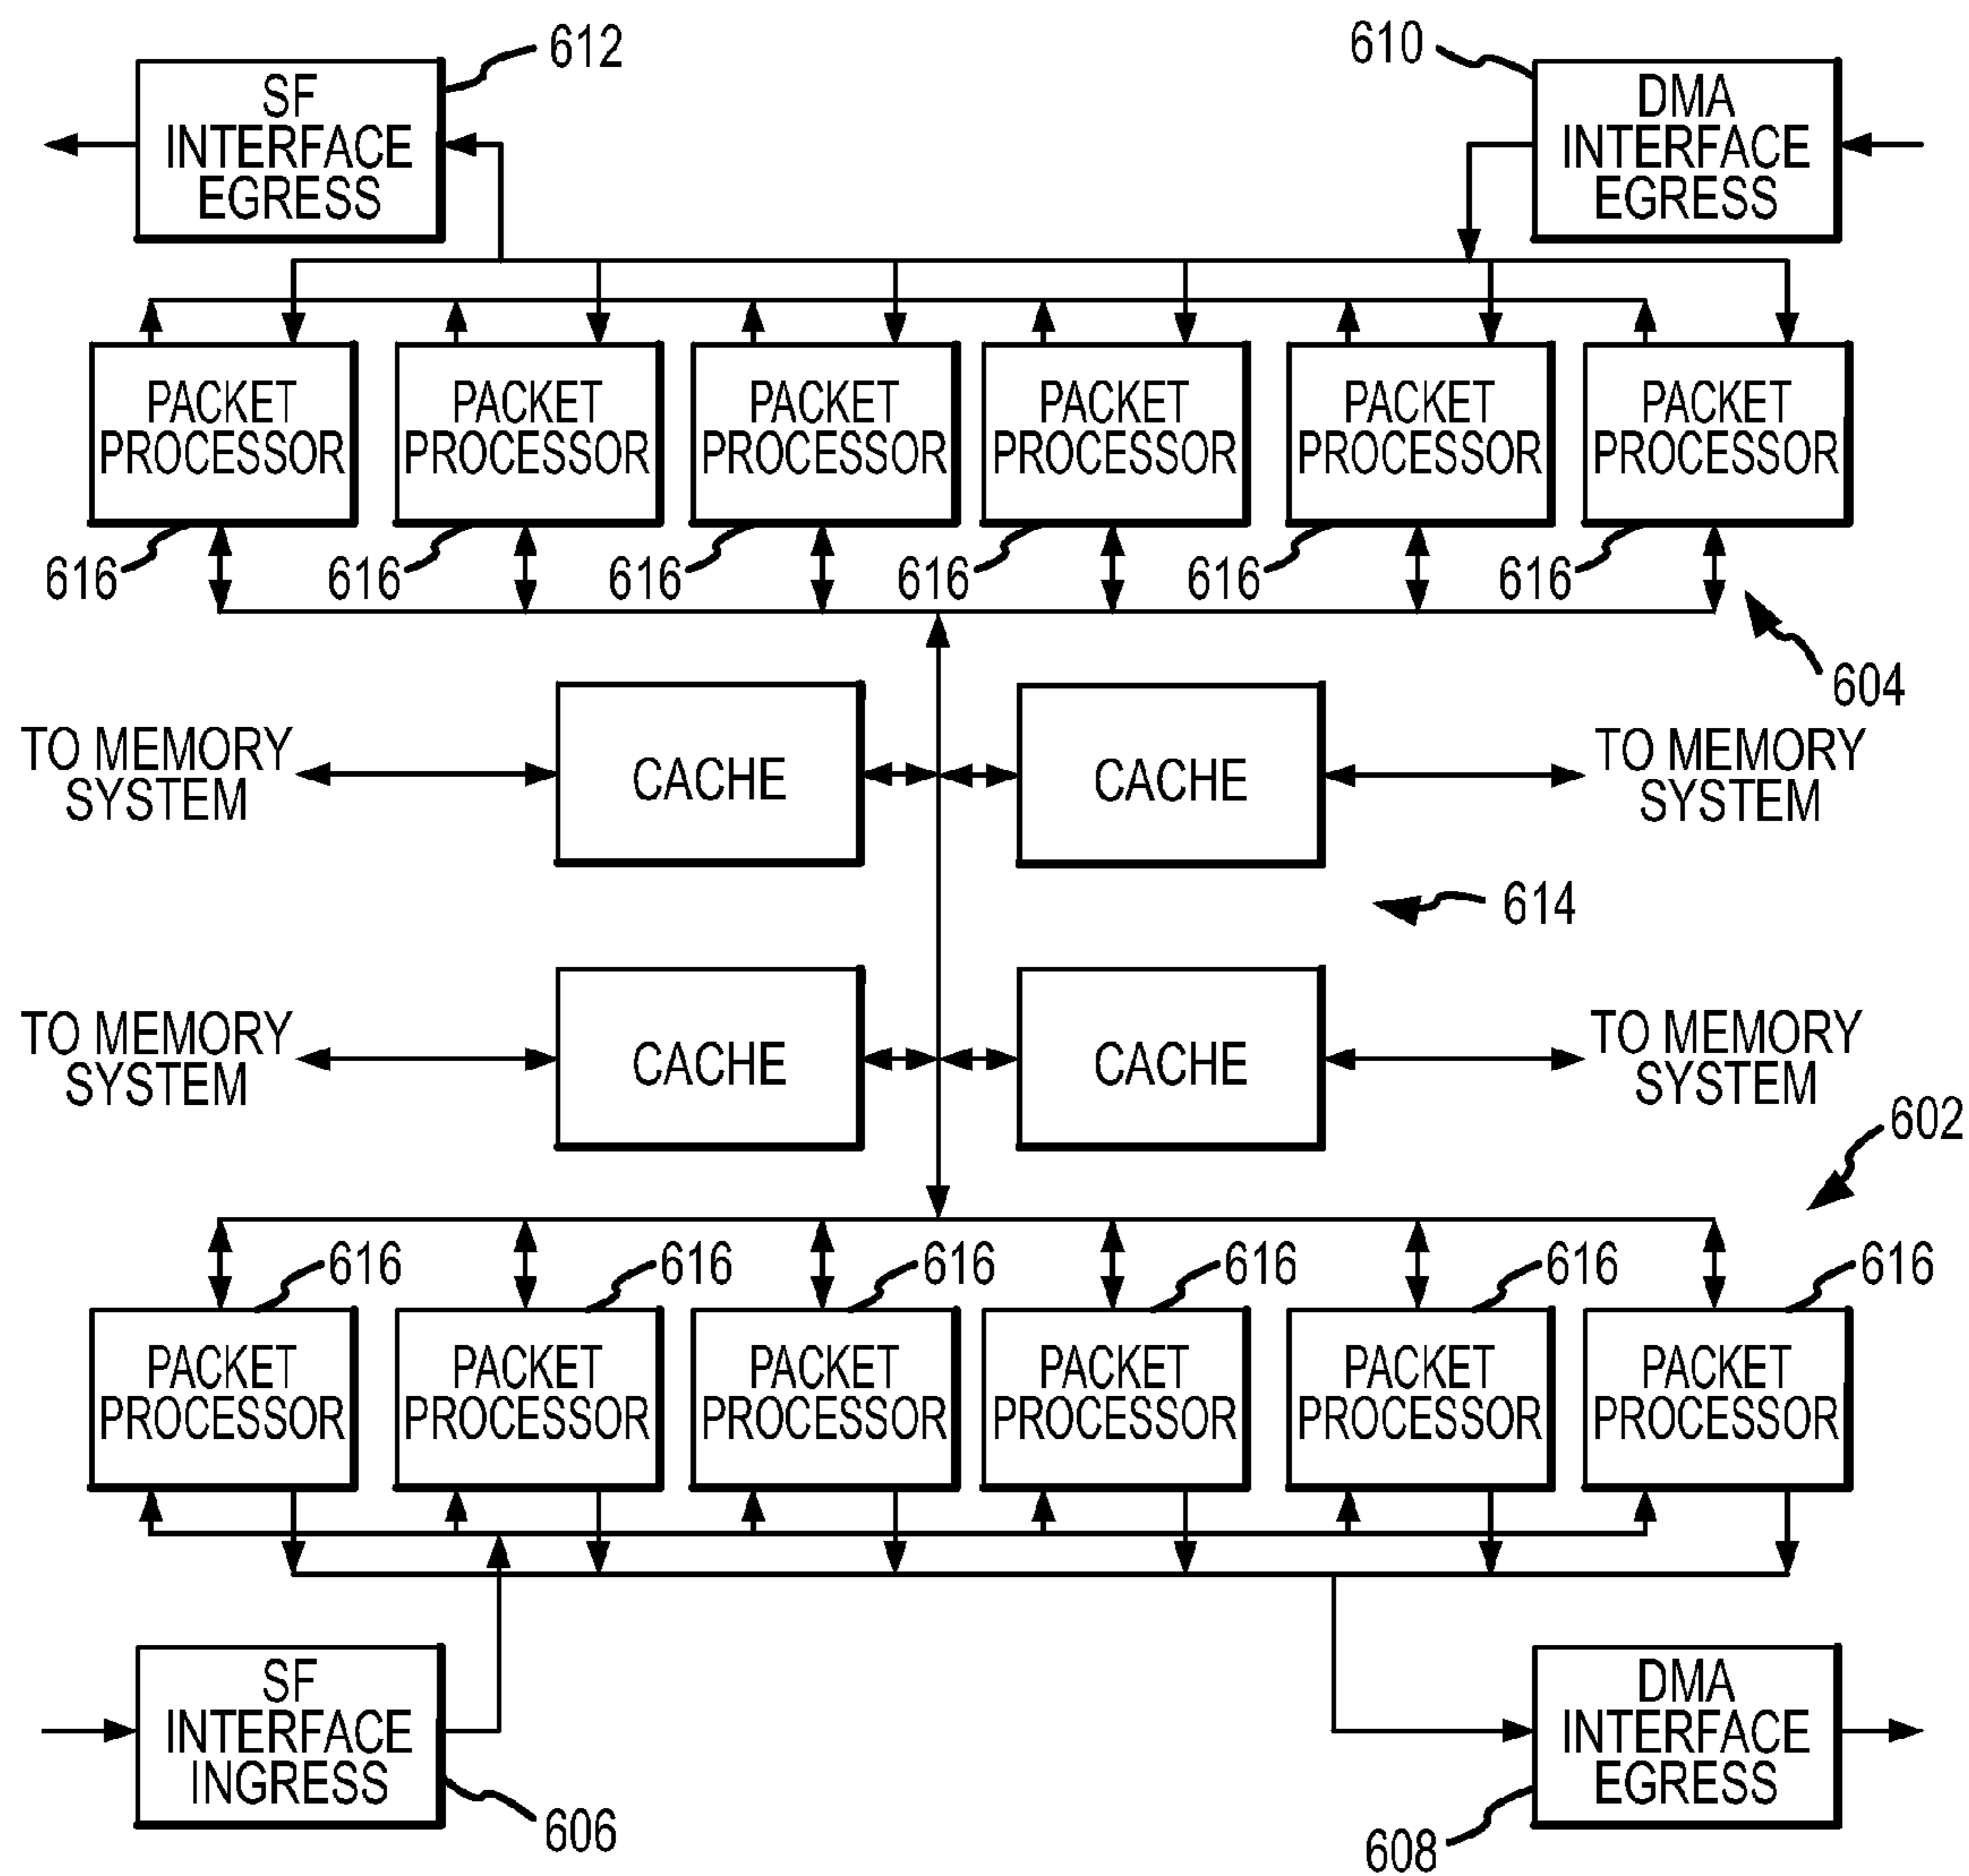 612
610
SF
INTERFACE
EGRESS
DMA
INTERFACE
EGRESS
PACKET
PROCESSOR
PACKET
PROCESSOR
PACKET
PROCESSOR
PACKET
PROCESSOR
PACKET
PROCESSOR
PACKET
PROCESSOR
616
616
616
616
616
616
604
TO MEMORY
SYSTEM
CACHE
CACHE
TO MEMORY
SYSTEM
614
TO MEMORY
SYSTEM
CACHE
CACHE
TO MEMORY
SYSTEM
602
616
616
616
616
616
616
PACKET
PROCESSOR
PACKET
PROCESSOR
PACKET
PROCESSOR
PACKET
PROCESSOR
PACKET
PROCESSOR
PACKET
PROCESSOR
SF
INTERFACE
INGRESS
DMA
INTERFACE
EGRESS
606
608